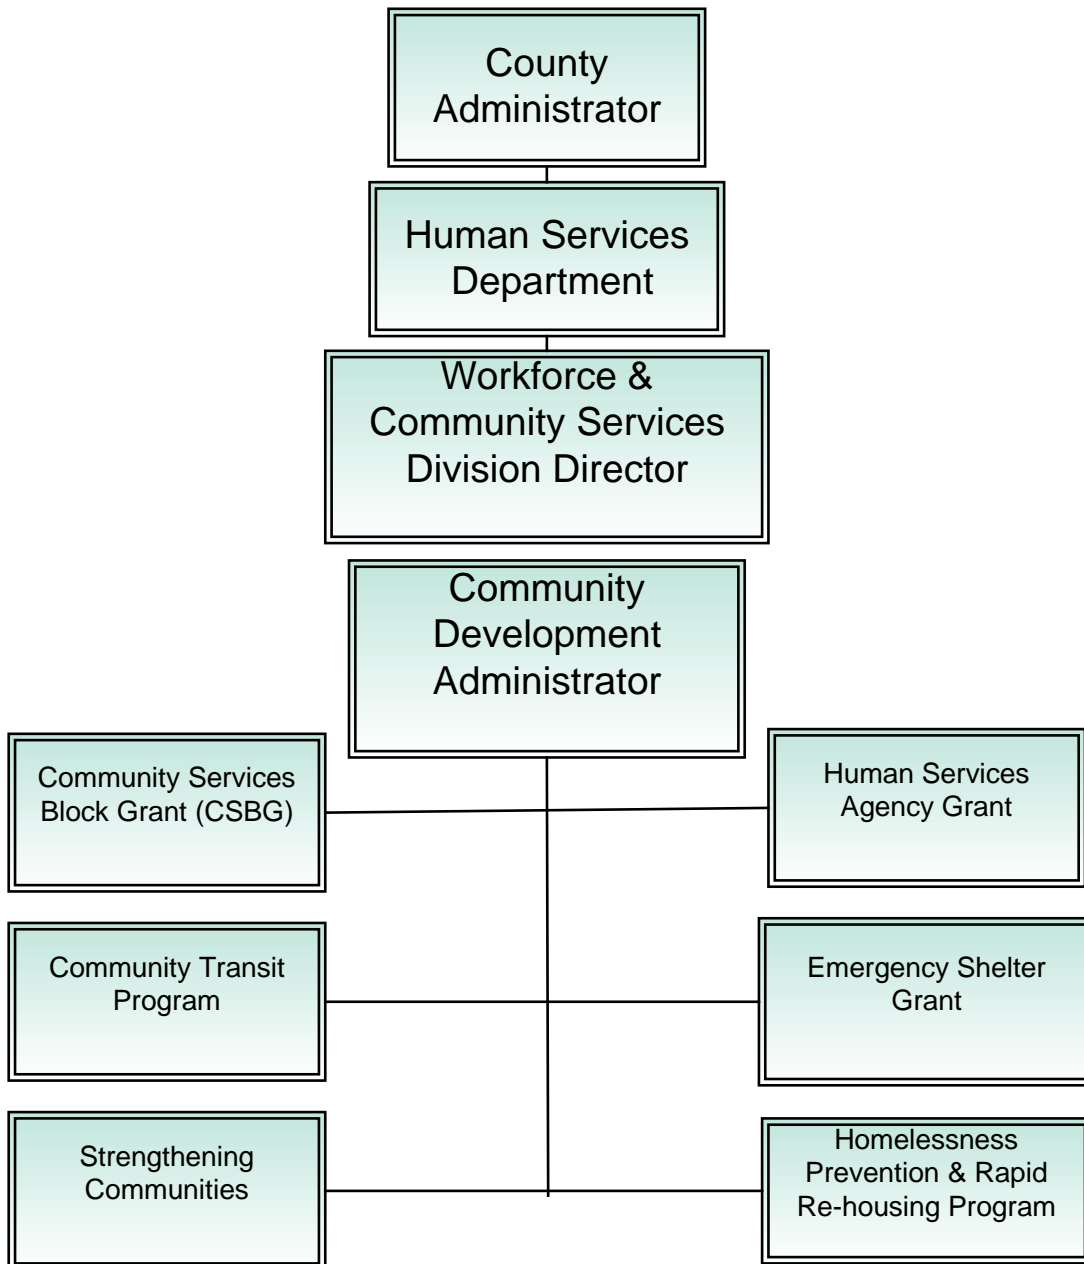 County
Administrator
Human Services
Department
Workforce &
Community Services
Division Director
Community
Development
Administrator
Community Services
Block Grant (CSBG)
Human Services
Agency Grant
Community Transit
Program
Emergency Shelter
Grant
Strengthening
Communities
Homelessness
Prevention & Rapid
Re-housing Program